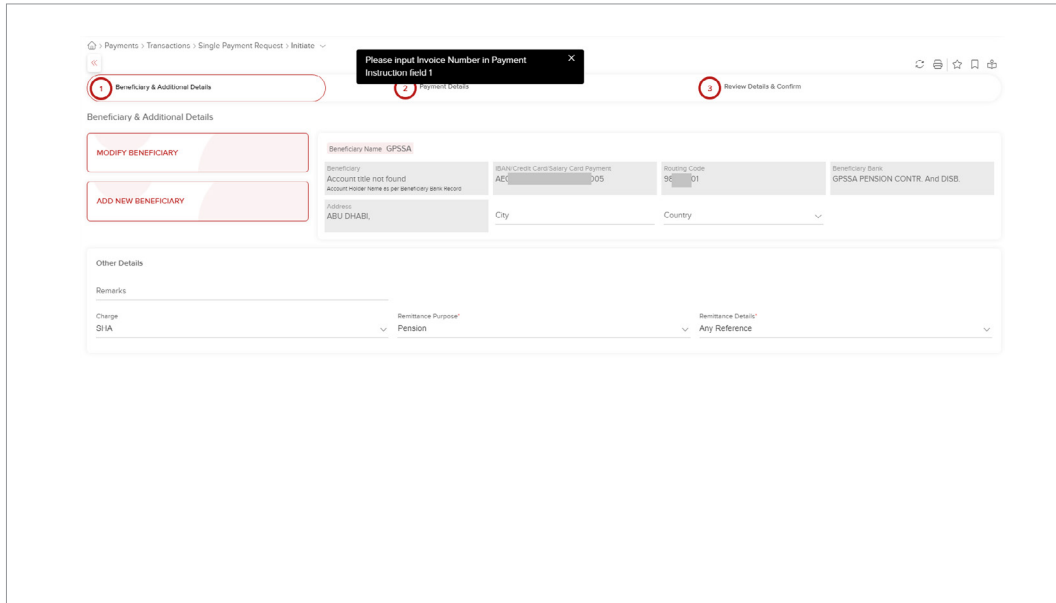 > Payments > Transactions > Single Payment Request > Initiate
Please input Invoice Number in Payment
Instruction field 1
1 Beneficiary & Additional Details
2 Payment Details
3 Review Details & Confirm
Beneficiary & Additional Details
MODIFY BENEFICIARY
ADD NEW BENEFICIARY
Beneficiary Name GPSSA
Beneficiary
Account title not found
Account Holder Name as per Beneficiary Bank Record
IBAN/Credit Card/Salary Card Payment
AE 005
Routing Code
98 01
Beneficiary Bank
GPSSA PENSION CONTR. And DISB.
Address
ABU DHABI,
City
Country
Other Details
Remarks
Charge
SHA
Remittance Purpose*
Pension
Remittance Details*
Any Reference